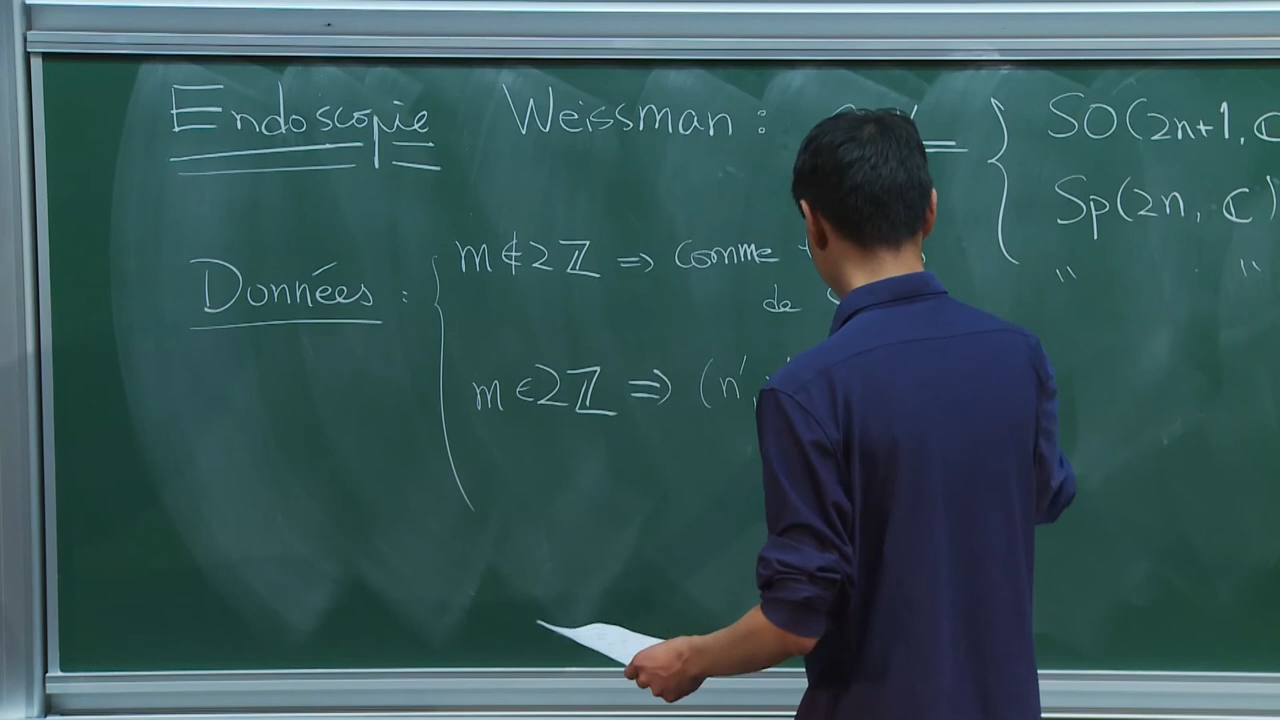 Endoscopie Weissman : { SO(2n+1, ℂ
Sp(2n, ℂ)
" "
Données : { m ∉ 2ℤ ⇒ comme
de
m ∈ 2ℤ ⇒ (n',